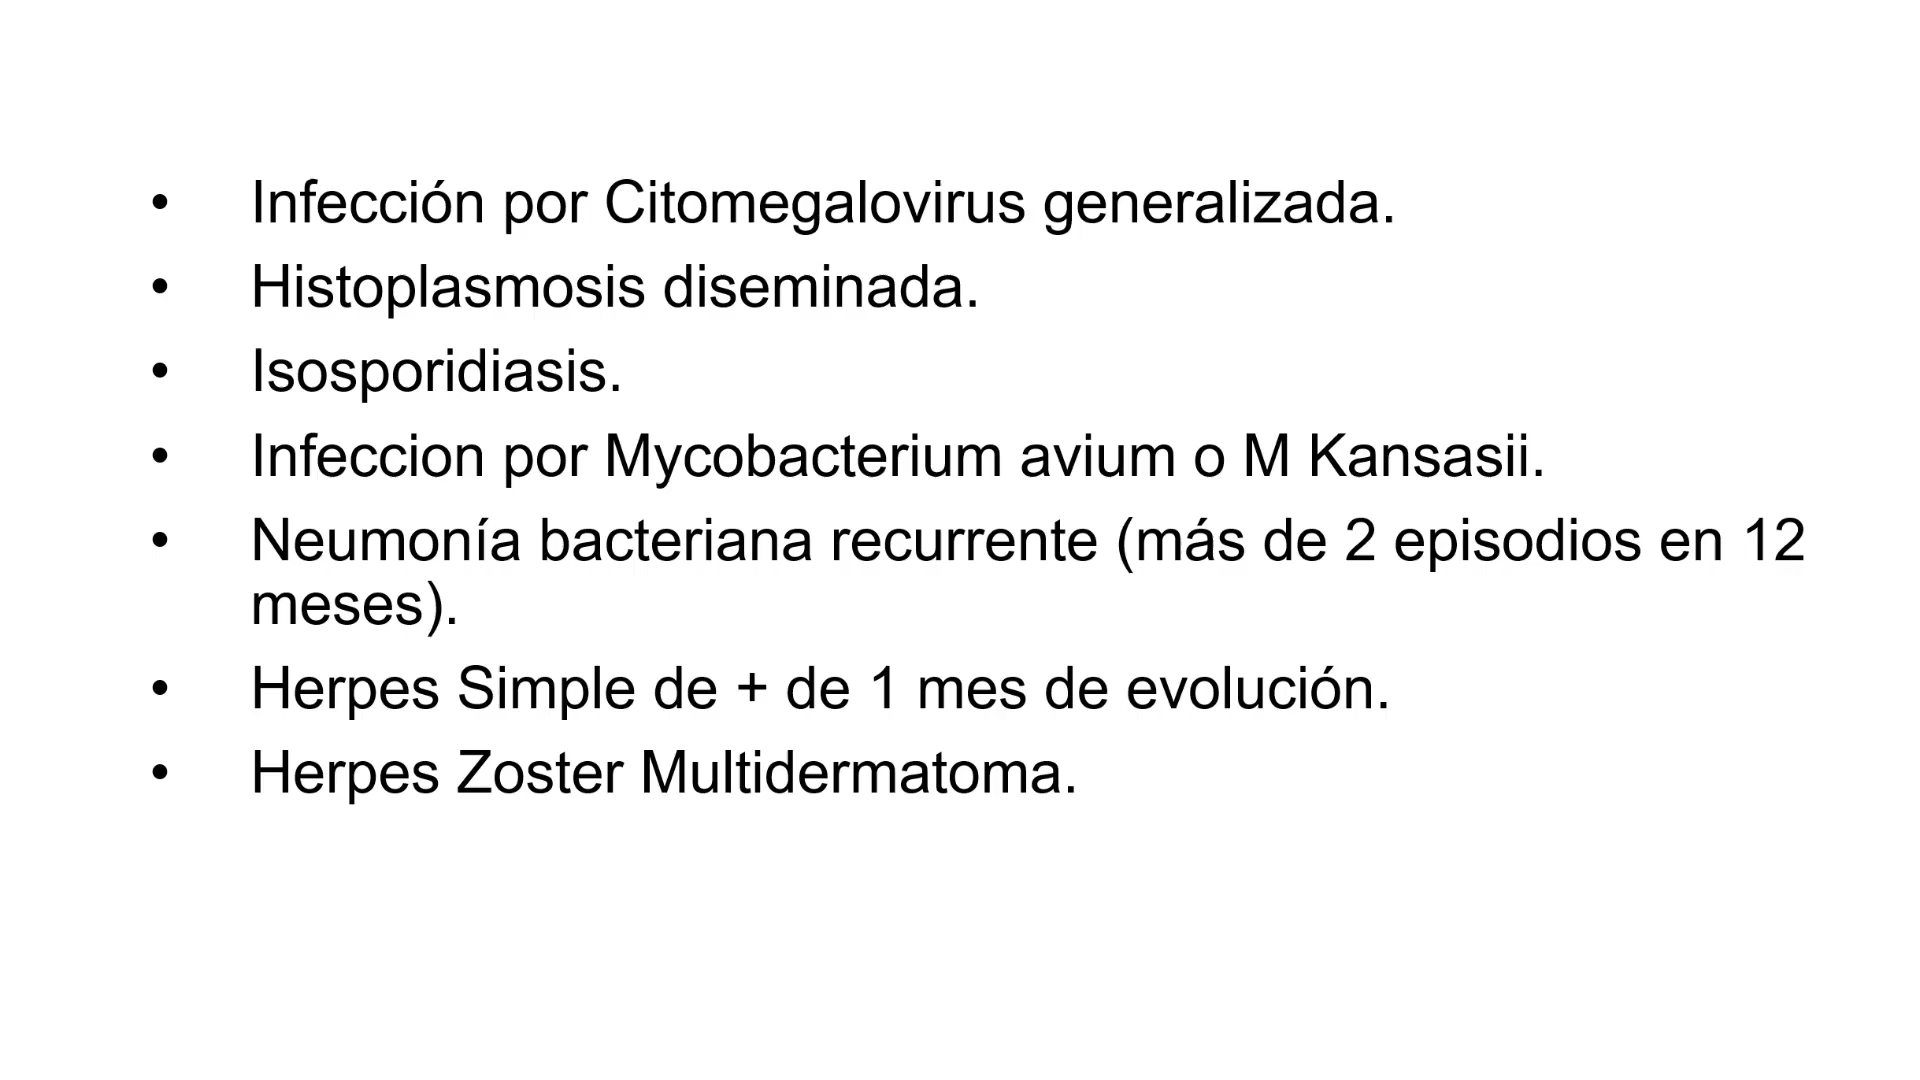 • Infección por Citomegalovirus generalizada.
• Histoplasmosis diseminada.
• Isosporidiasis.
• Infeccion por Mycobacterium avium o M Kansasii.
• Neumonía bacteriana recurrente (más de 2 episodios en 12
meses).
• Herpes Simple de + de 1 mes de evolución.
• Herpes Zoster Multidermatoma.